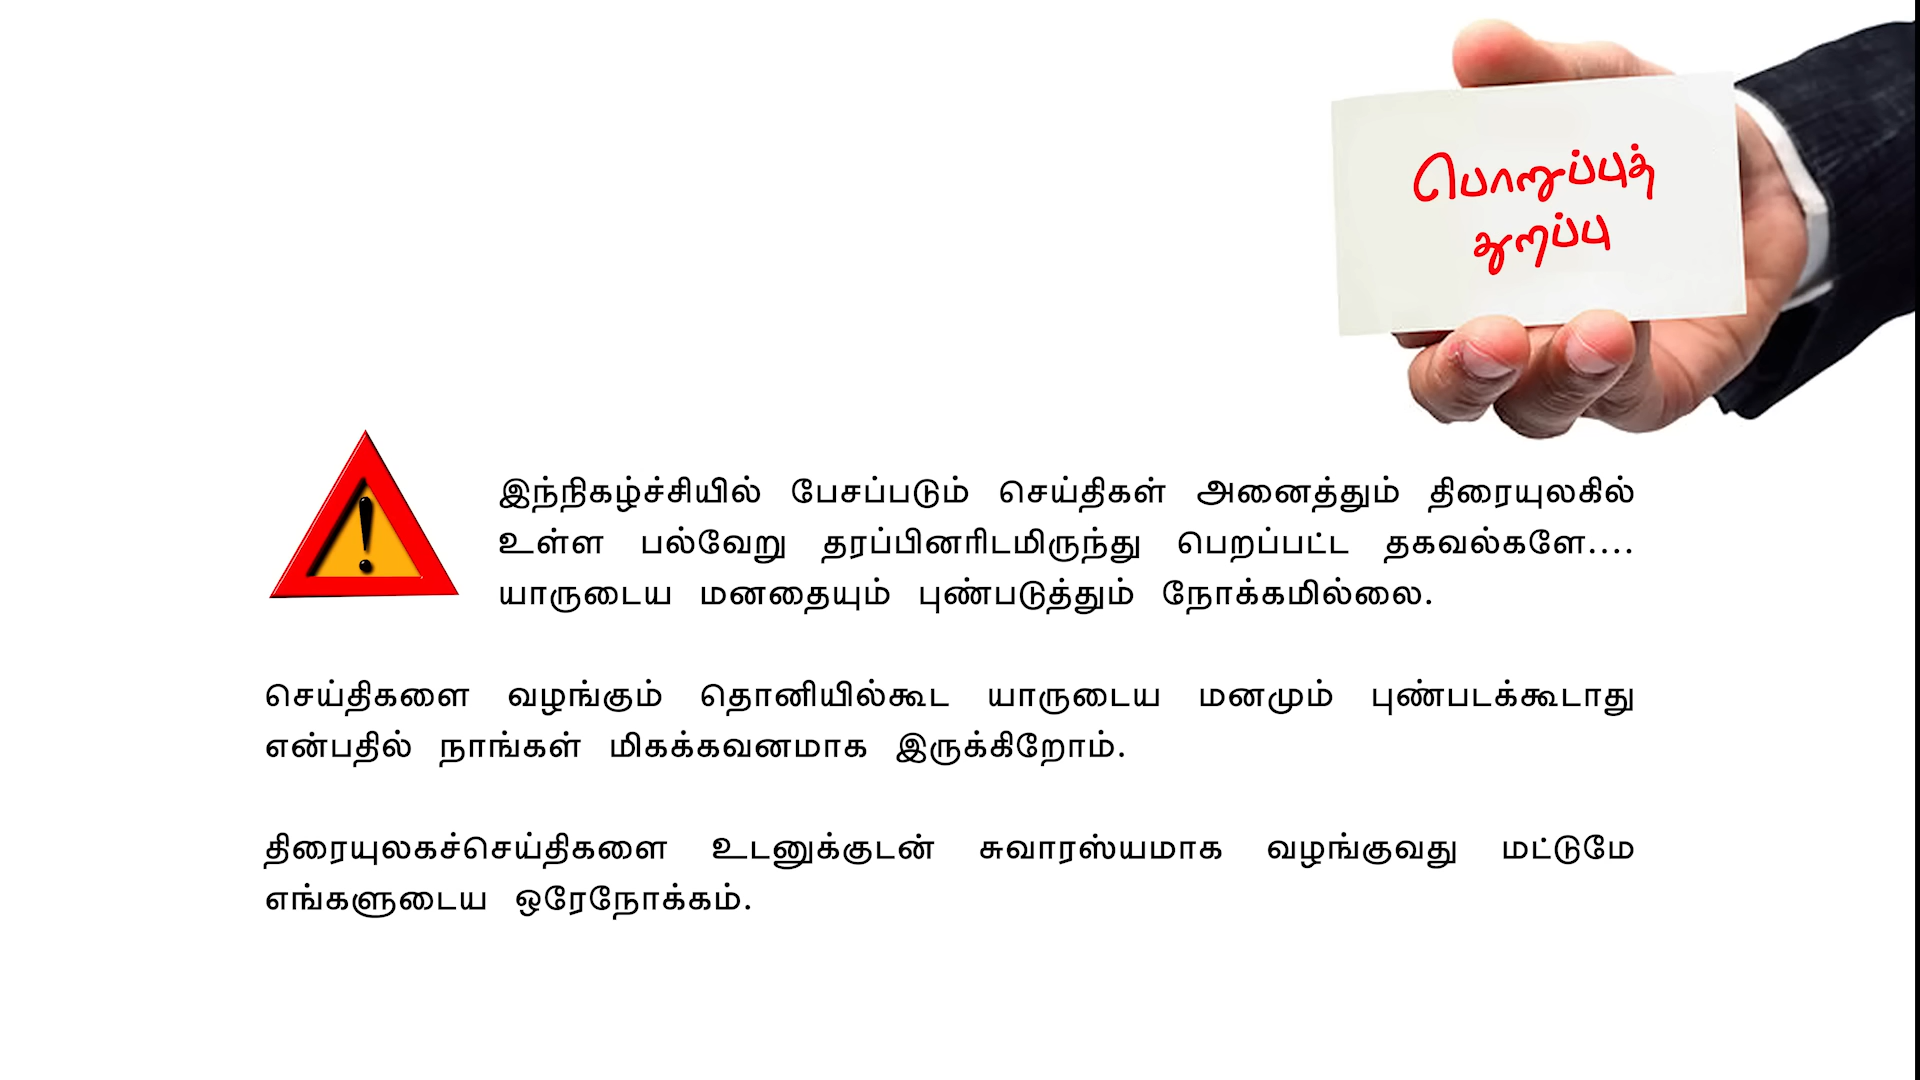 பொறுப்புத்
துறப்பு
இந்நிகழ்ச்சியில் பேசப்படும் செய்திகள் அனைத்தும் திரையுலகில்
உள்ள பல்வேறு தரப்பினரிடமிருந்து பெறப்பட்ட தகவல்களே....
யாருடைய மனதையும் புண்படுத்தும் நோக்கமில்லை.
செய்திகளை வழங்கும் தொனியில்கூட யாருடைய மனமும் புண்படக்கூடாது
என்பதில் நாங்கள் மிகக்கவனமாக இருக்கிறோம்.
திரையுலகச்செய்திகளை உடனுக்குடன் சுவாரஸ்யமாக வழங்குவது மட்டுமே
எங்களுடைய ஒரேநோக்கம்.